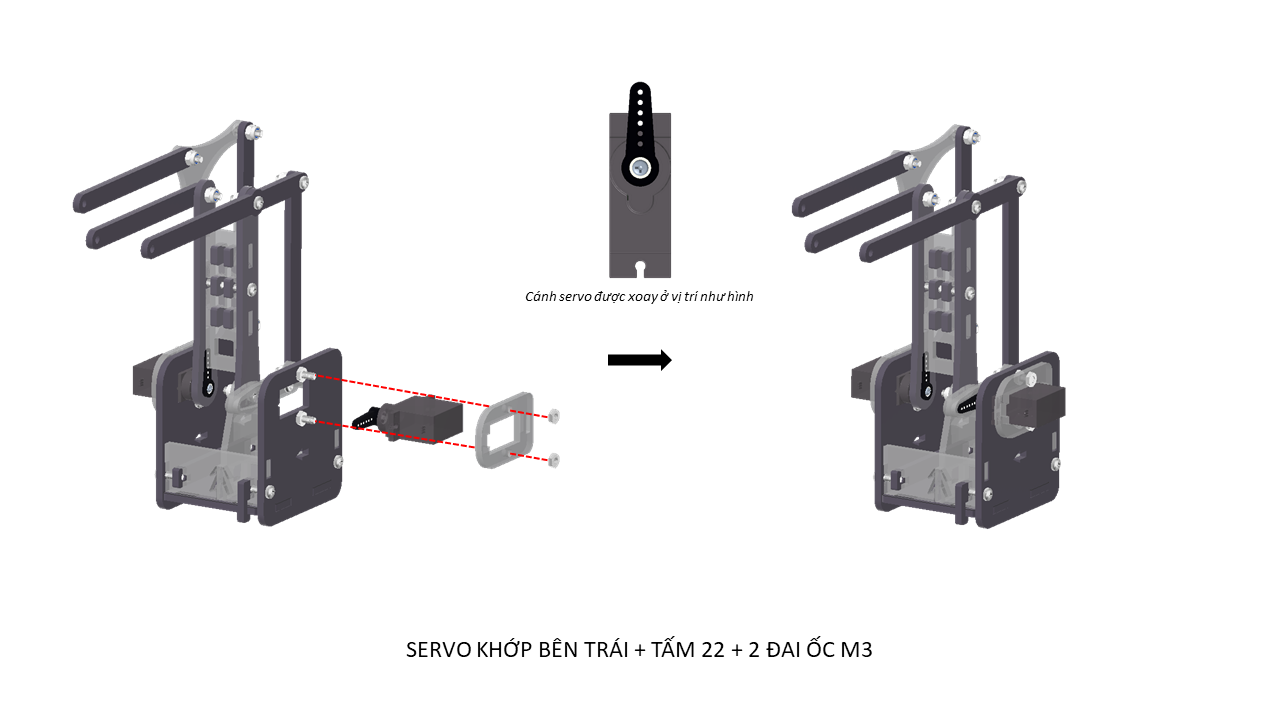 Cánh servo được xoay ở vị trí như hình
SERVO KHỚP BÊN TRÁI + TẤM 22 + 2 ĐAI ỐC M3